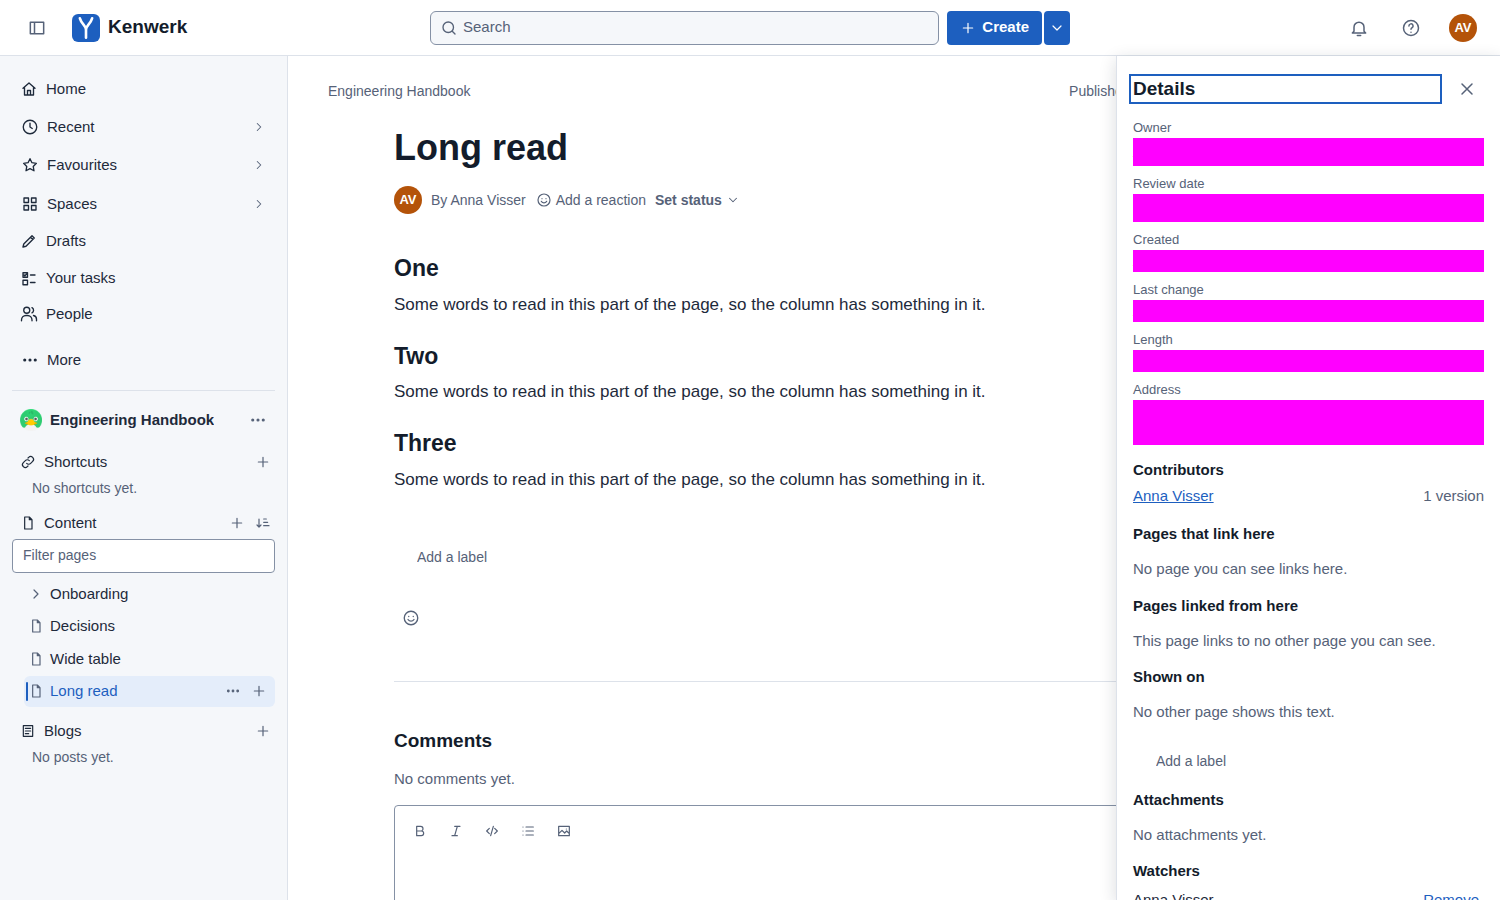 Kenwerk
Search
Create
AV
Home
Recent
Favourites
Spaces
Drafts
Your tasks
People
More
Engineering Handbook
Shortcuts
No shortcuts yet.
Content
Filter pages
Onboarding
Decisions
Wide table
Long read
Blogs
No posts yet.
Engineering Handbook
Long read
AV
By Anna Visser
Add a reaction
Set status
One
Some words to read in this part of the page, so the column has something in it.
Two
Some words to read in this part of the page, so the column has something in it.
Three
Some words to read in this part of the page, so the column has something in it.
Add a label
Comments
No comments yet.
Details
Owner
Review date
Created
Last change
Length
Address
Contributors
Anna Visser 1 version
Pages that link here
No page you can see links here.
Pages linked from here
This page links to no other page you can see.
Shown on
No other page shows this text.
Add a label
Attachments
No attachments yet.
Watchers
Anna Visser Remove